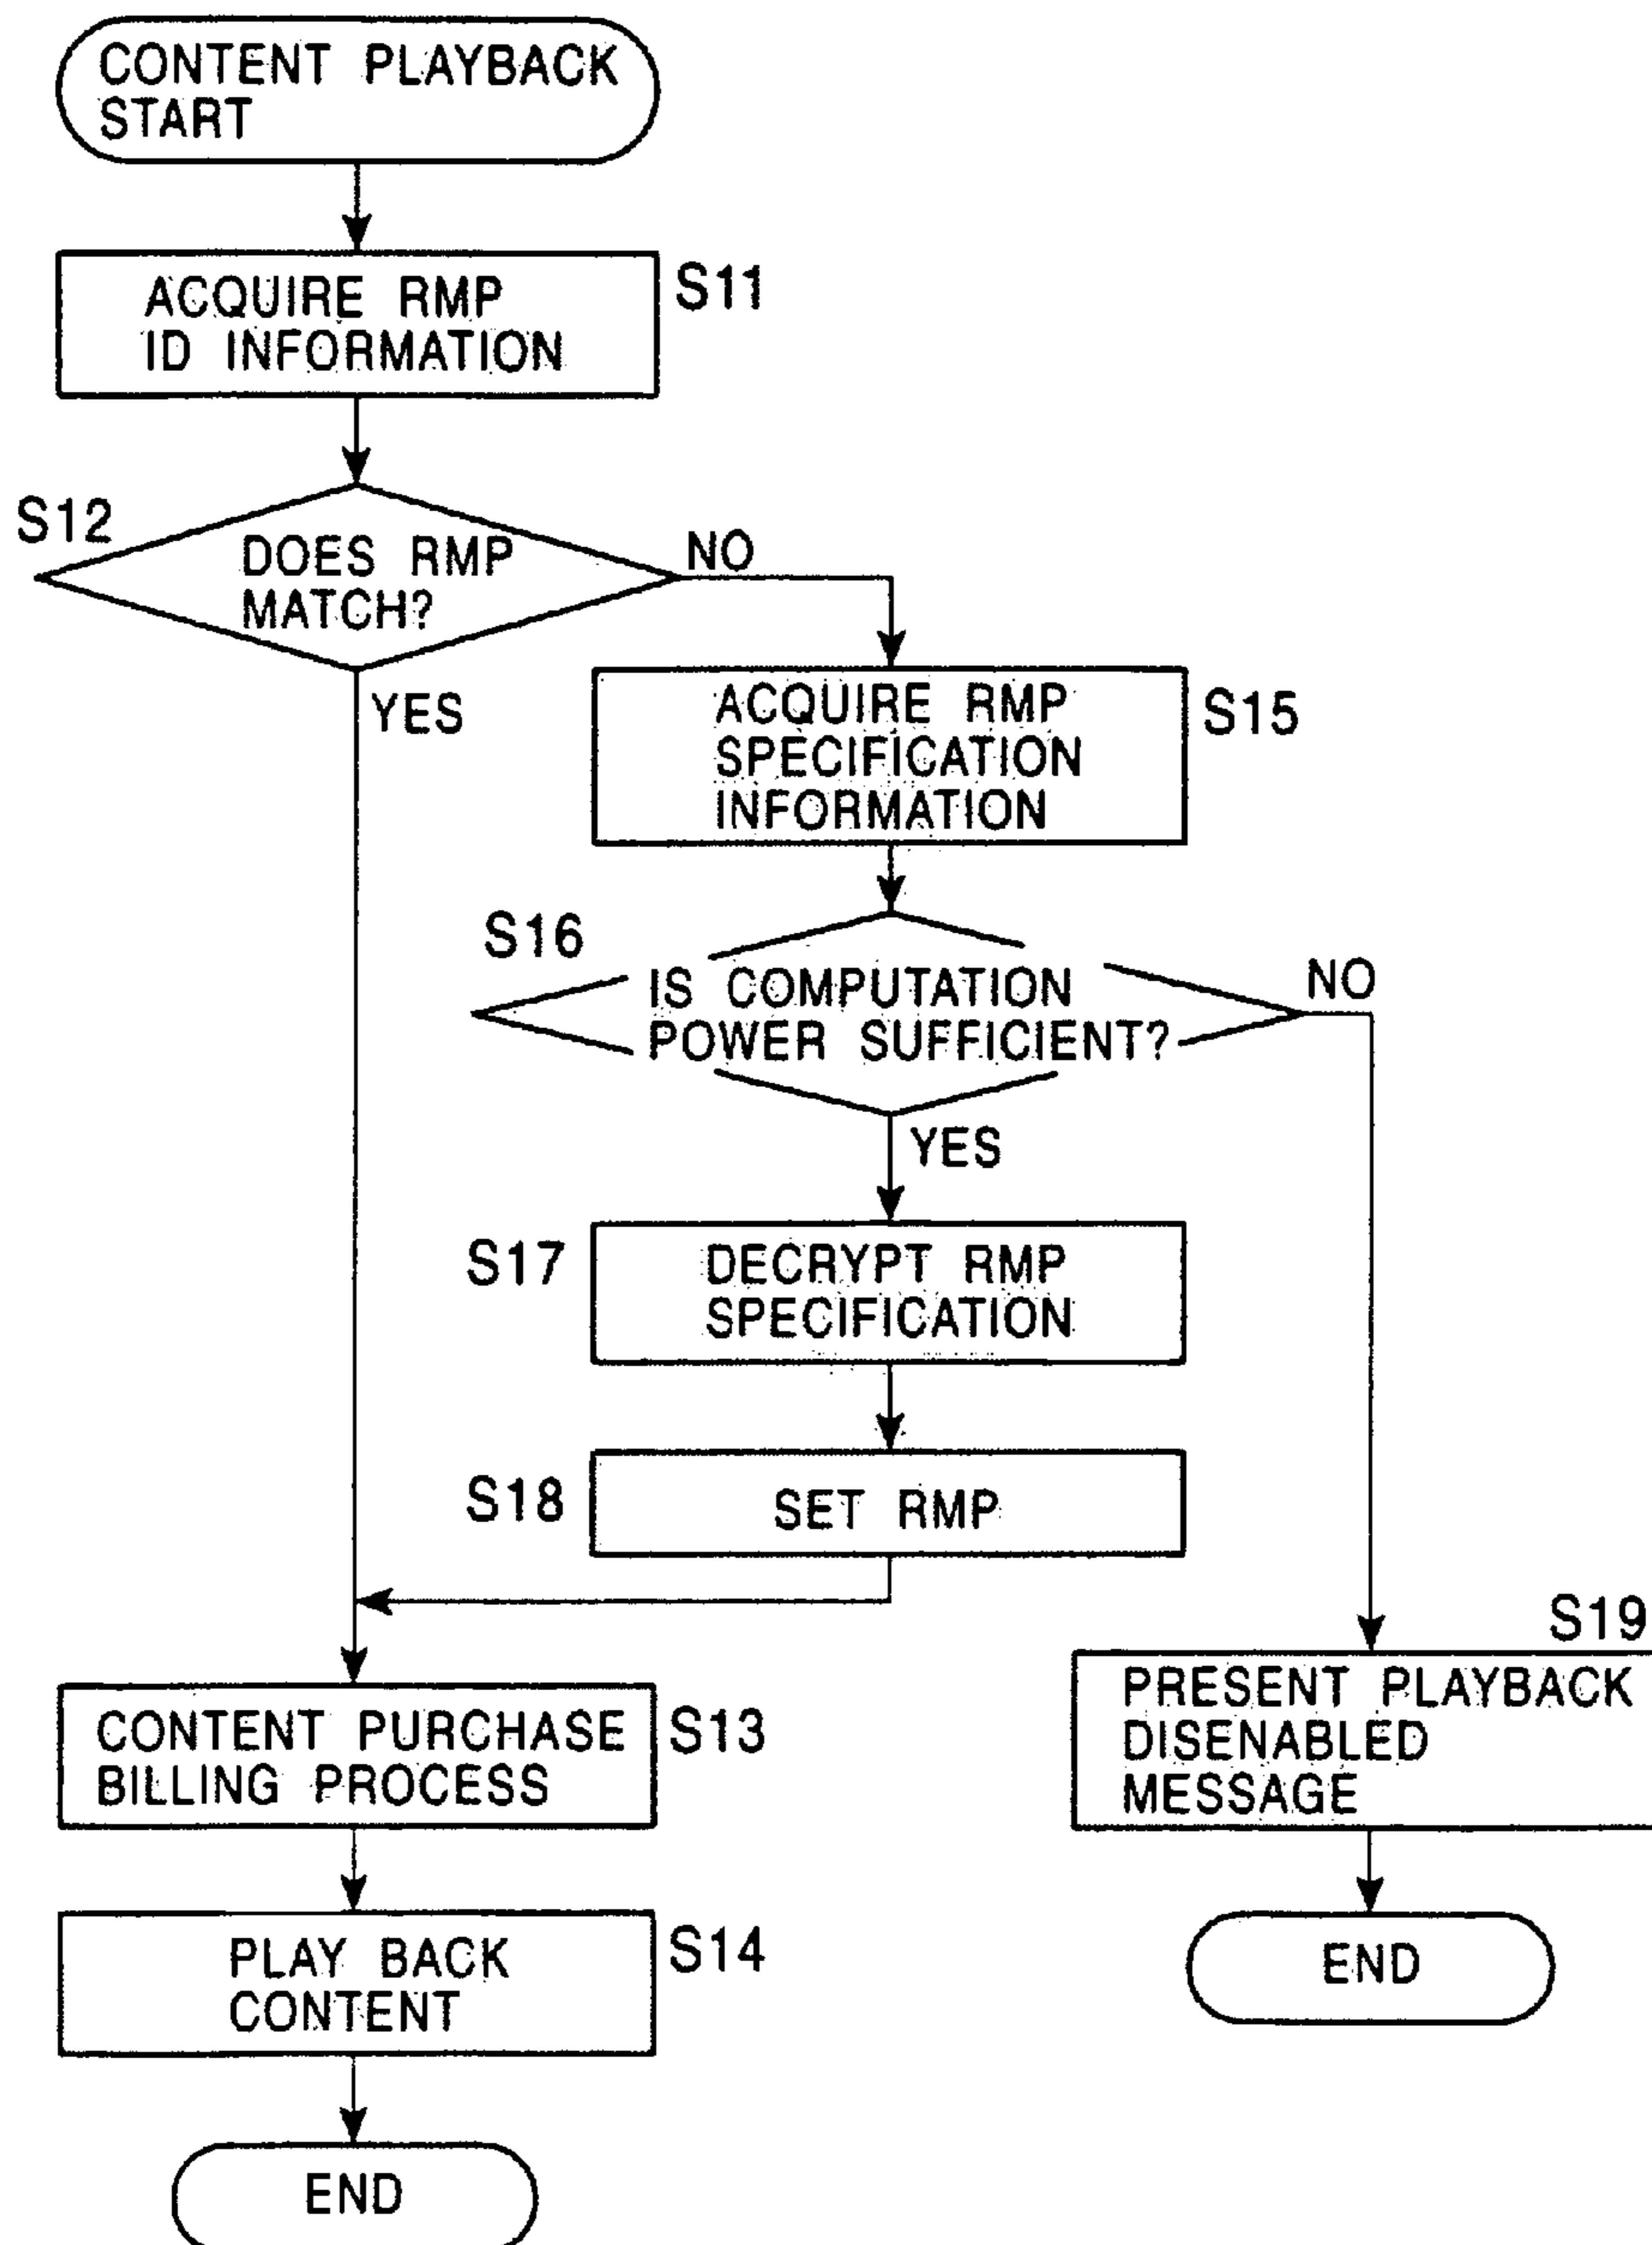 CONTENT PLAYBACK
START
ACQUIRE RMP
ID INFORMATION
S11
S12
DOES RMP
MATCH?
NO
YES
ACQUIRE RMP
SPECIFICATION
INFORMATION
S15
S16
IS COMPUTATION
POWER SUFFICIENT?
NO
YES
S17
DECRYPT RMP
SPECIFICATION
S18
SET RMP
S19
PRESENT PLAYBACK
DISENABLED
MESSAGE
CONTENT PURCHASE
BILLING PROCESS
S13
PLAY BACK
CONTENT
S14
END
END